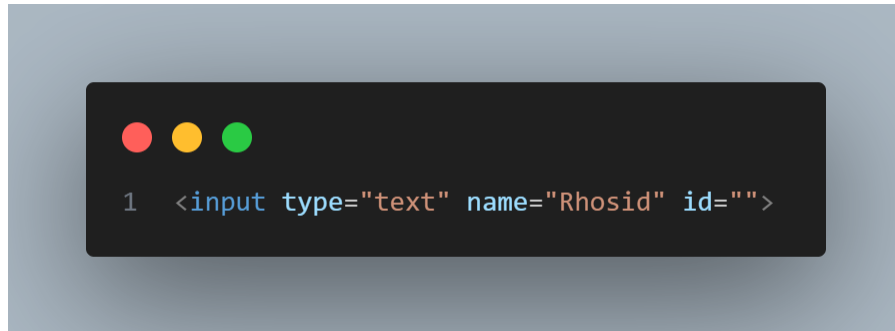 1 <input type="text" name="Rhosid" id="">